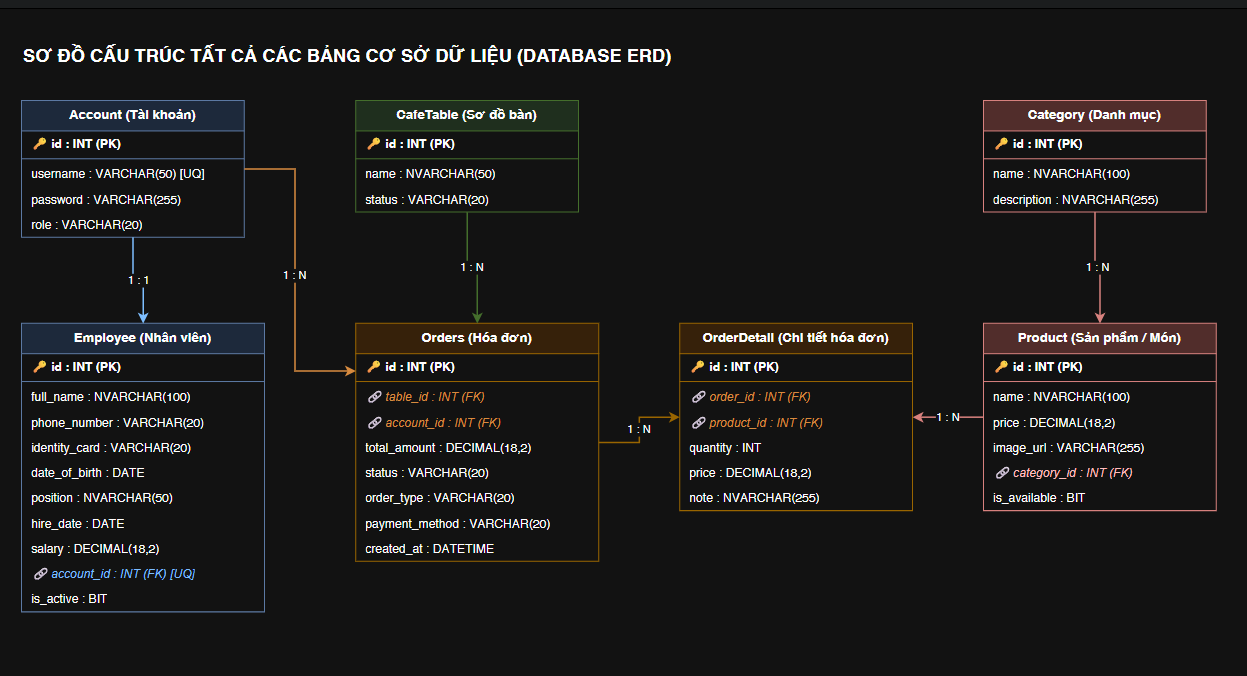 SƠ ĐỒ CẤU TRÚC TẤT CẢ CÁC BẢNG CƠ SỞ DỮ LIỆU (DATABASE ERD)
Account (Tài khoản)
id : INT (PK)
username : VARCHAR(50) [UQ]
password : VARCHAR(255)
role : VARCHAR(20)
CafeTable (Sơ đồ bàn)
id : INT (PK)
name : NVARCHAR(50)
status : VARCHAR(20)
Category (Danh mục)
id : INT (PK)
name : NVARCHAR(100)
description : NVARCHAR(255)
1 : 1
1 : N
1 : N
1 : N
Employee (Nhân viên)
id : INT (PK)
full_name : NVARCHAR(100)
phone_number : VARCHAR(20)
identity_card : VARCHAR(20)
date_of_birth : DATE
position : NVARCHAR(50)
hire_date : DATE
salary : DECIMAL(18,2)
account_id : INT (FK) [UQ]
is_active : BIT
Orders (Hóa đơn)
id : INT (PK)
table_id : INT (FK)
account_id : INT (FK)
total_amount : DECIMAL(18,2)
status : VARCHAR(20)
order_type : VARCHAR(20)
payment_method : VARCHAR(20)
created_at : DATETIME
1 : N
OrderDetail (Chi tiết hóa đơn)
id : INT (PK)
order_id : INT (FK)
product_id : INT (FK)
quantity : INT
price : DECIMAL(18,2)
note : NVARCHAR(255)
1 : N
Product (Sản phẩm / Món)
id : INT (PK)
name : NVARCHAR(100)
price : DECIMAL(18,2)
image_url : VARCHAR(255)
category_id : INT (FK)
is_available : BIT